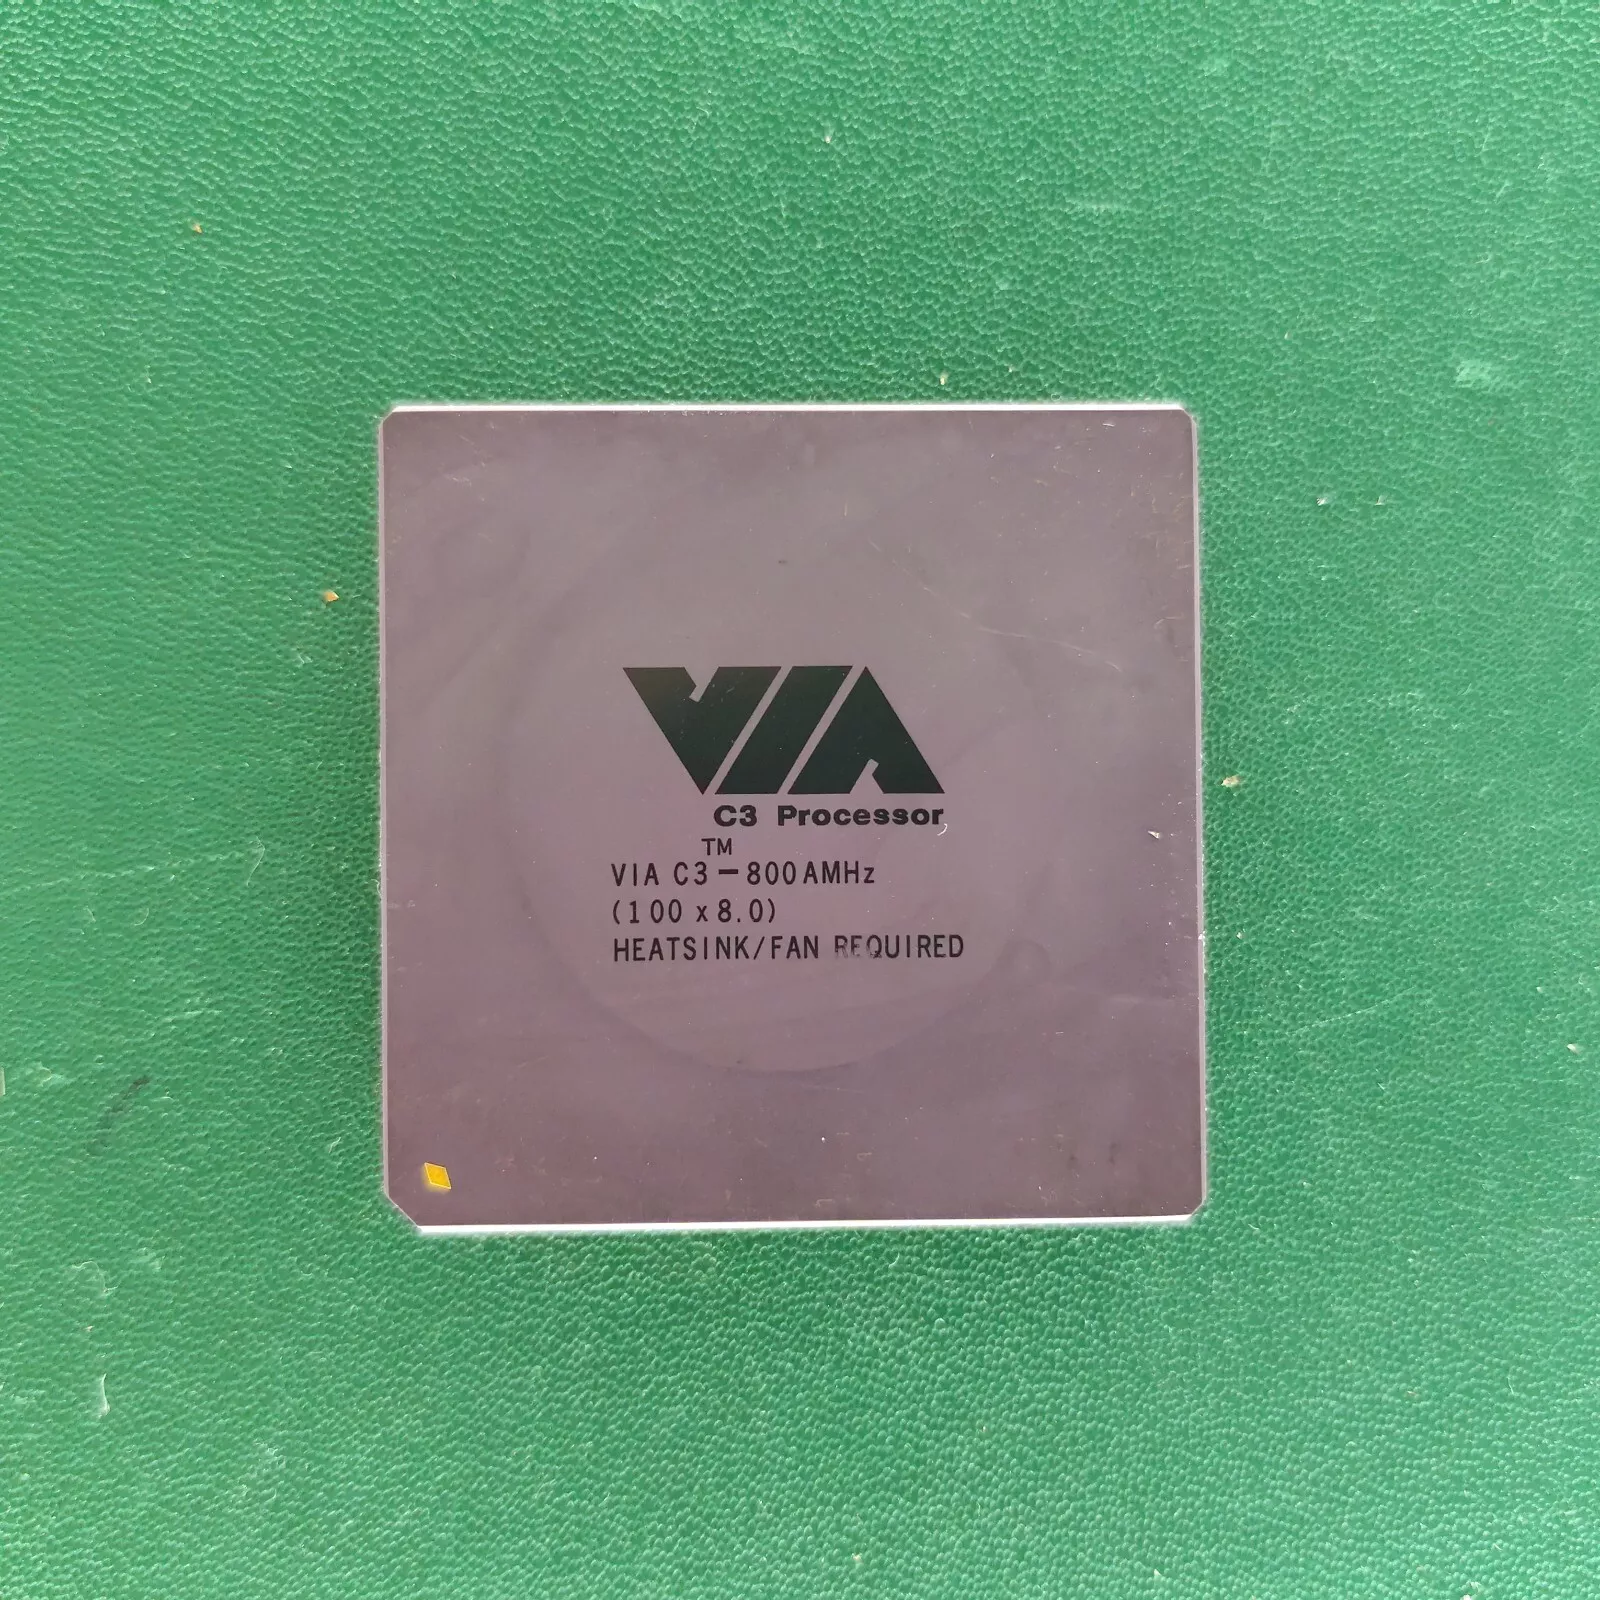 VIA
C3 Processor
TM
VIA C3-800AMHz
(100 x 8.0)
HEATSINK/FAN REQUIRED